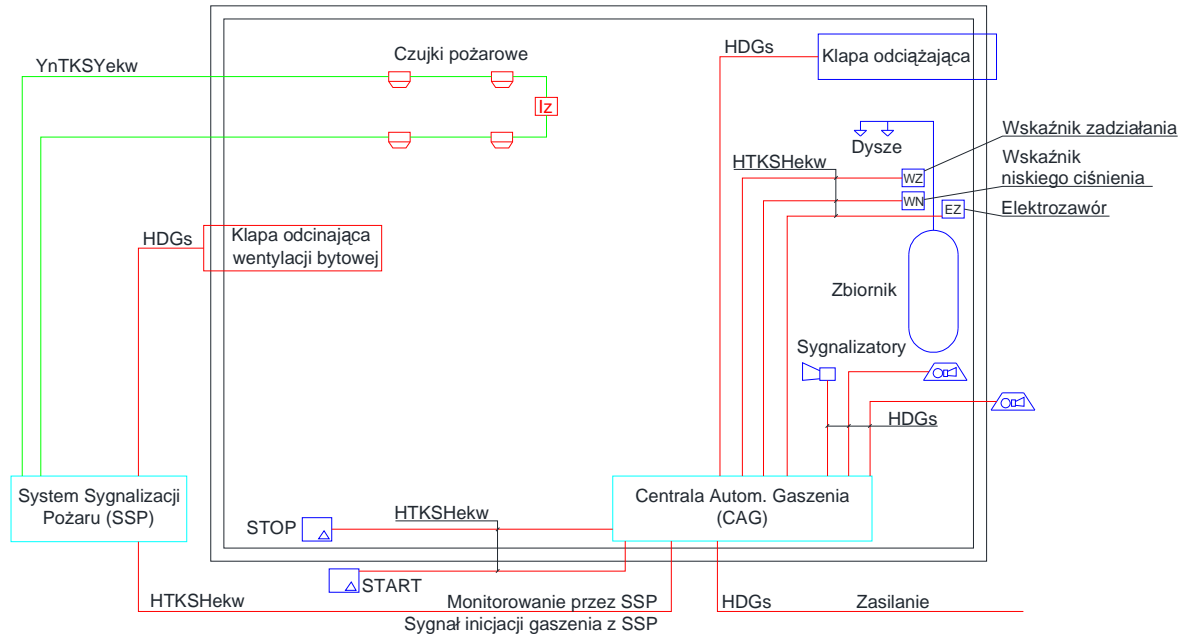 HDGs
Klapa odciążająca
Czujki pożarowe
YnTKSYekw
Iz
Wskaźnik zadziałania
Dysze
Wskaźnik
niskiego ciśnienia
HTKSHekw
WZ
WN
EZ
Elektrozawór
HDGs
Klapa odcinająca
wentylacji bytowej
Zbiornik
Sygnalizatory
HDGs
System Sygnalizacji
Pożaru (SSP)
Centrala Autom. Gaszenia
(CAG)
HTKSHekw
STOP
START
HTKSHekw
Monitorowanie przez SSP
Sygnał inicjacji gaszenia z SSP
HDGs
Zasilanie